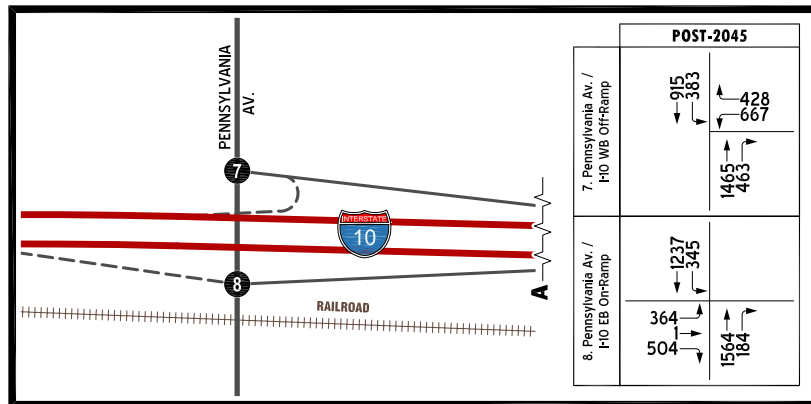 PENNSYLVANIA
AV.
7
INTERSTATE
10
8
A
RAILROAD
POST-2045
7. Pennsylvania Av. /
I-10 WB Off-Ramp
915
383
428
667
1465
463
8. Pennsylvania Av. /
I-10 EB On-Ramp
1237
345
364
1
504
1564
184